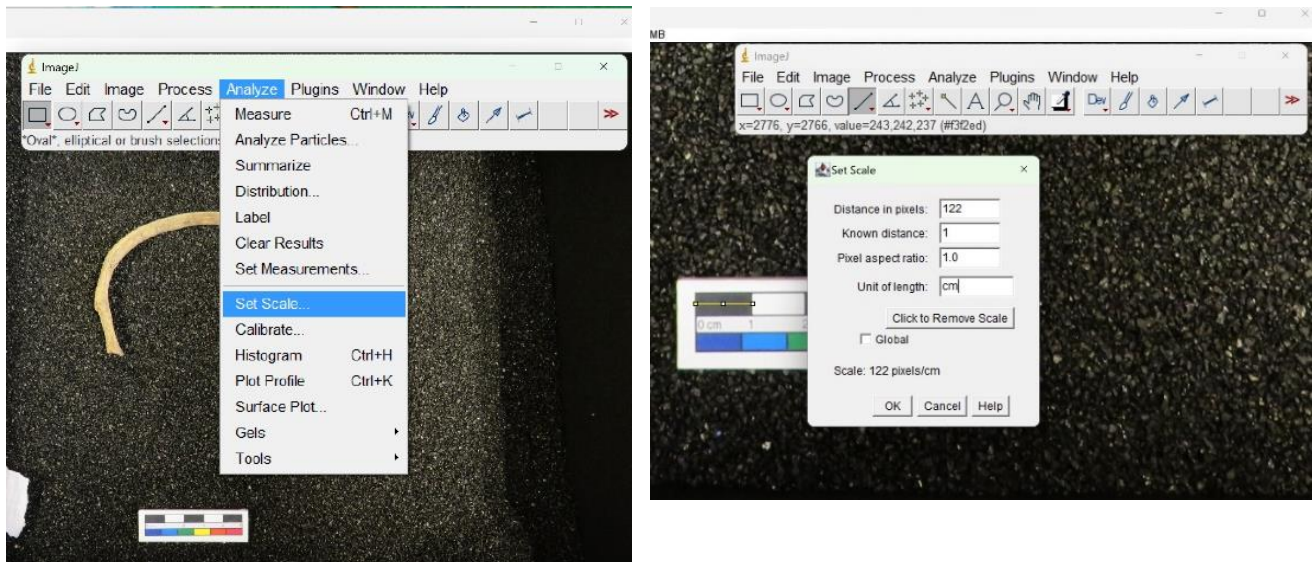 ImageJ
File Edit Image Process Analyze Plugins Window Help
*Oval*, elliptical or brush selections
Measure Ctrl+M
Analyze Particles...
Summarize
Distribution...
Label
Clear Results
Set Measurements...
Set Scale...
Calibrate...
Histogram Ctrl+H
Plot Profile Ctrl+K
Surface Plot...
Gels
Tools
MB
ImageJ
File Edit Image Process Analyze Plugins Window Help
A Dev
x=2776, y=2766, value=243,242,237 (#f3f2ed)
Set Scale
Distance in pixels: 122
Known distance: 1
Pixel aspect ratio: 1.0
Unit of length: cm
Click to Remove Scale
Global
Scale: 122 pixels/cm
OK Cancel Help
0 cm 1 2